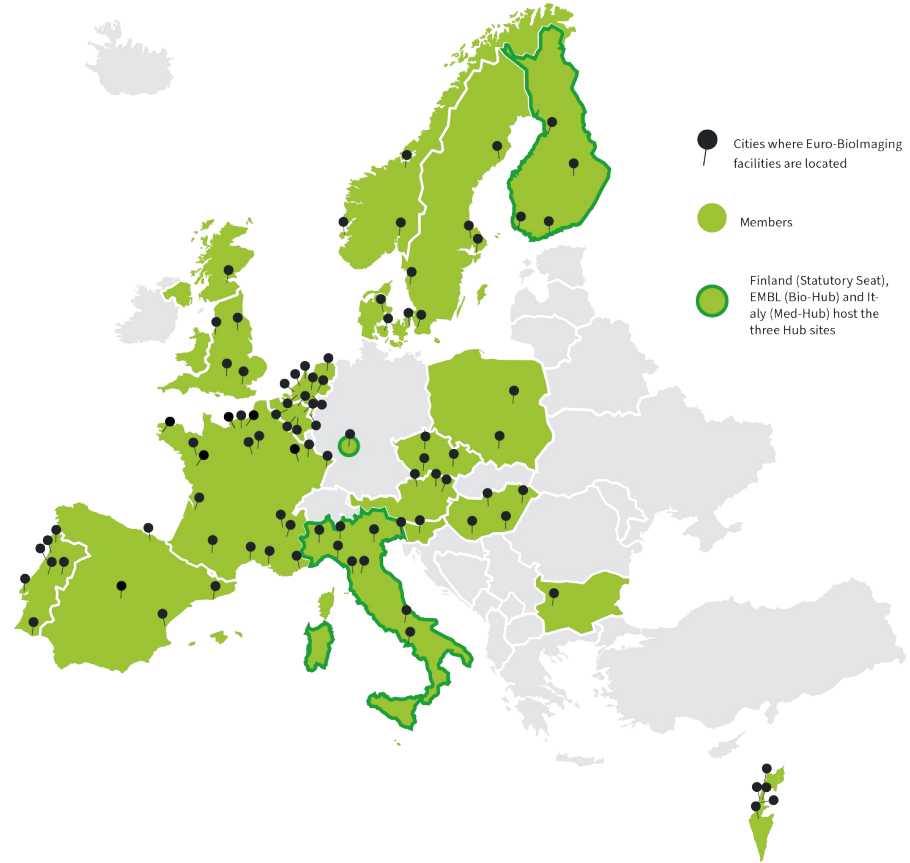 Cities where Euro-BioImaging
facilities are located
Members
Finland (Statutory Seat),
EMBL (Bio-Hub) and It-
aly (Med-Hub) host the
three Hub sites